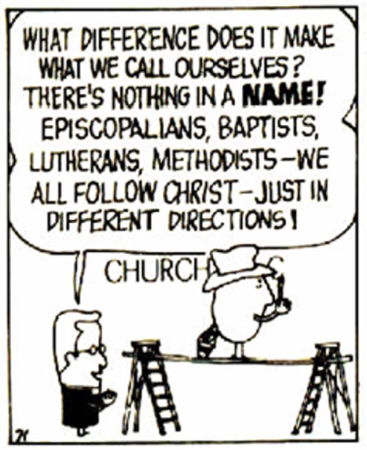 WHAT DIFFERENCE DOES IT MAKE
WHAT WE CALL OURSELVES?
THERE'S NOTHING IN A NAME!
EPISCOPALIANS, BAPTISTS,
LUTHERANS, METHODISTS-WE
ALL FOLLOW CHRIST-JUST IN
DIFFERENT DIRECTIONS!
CHURCH